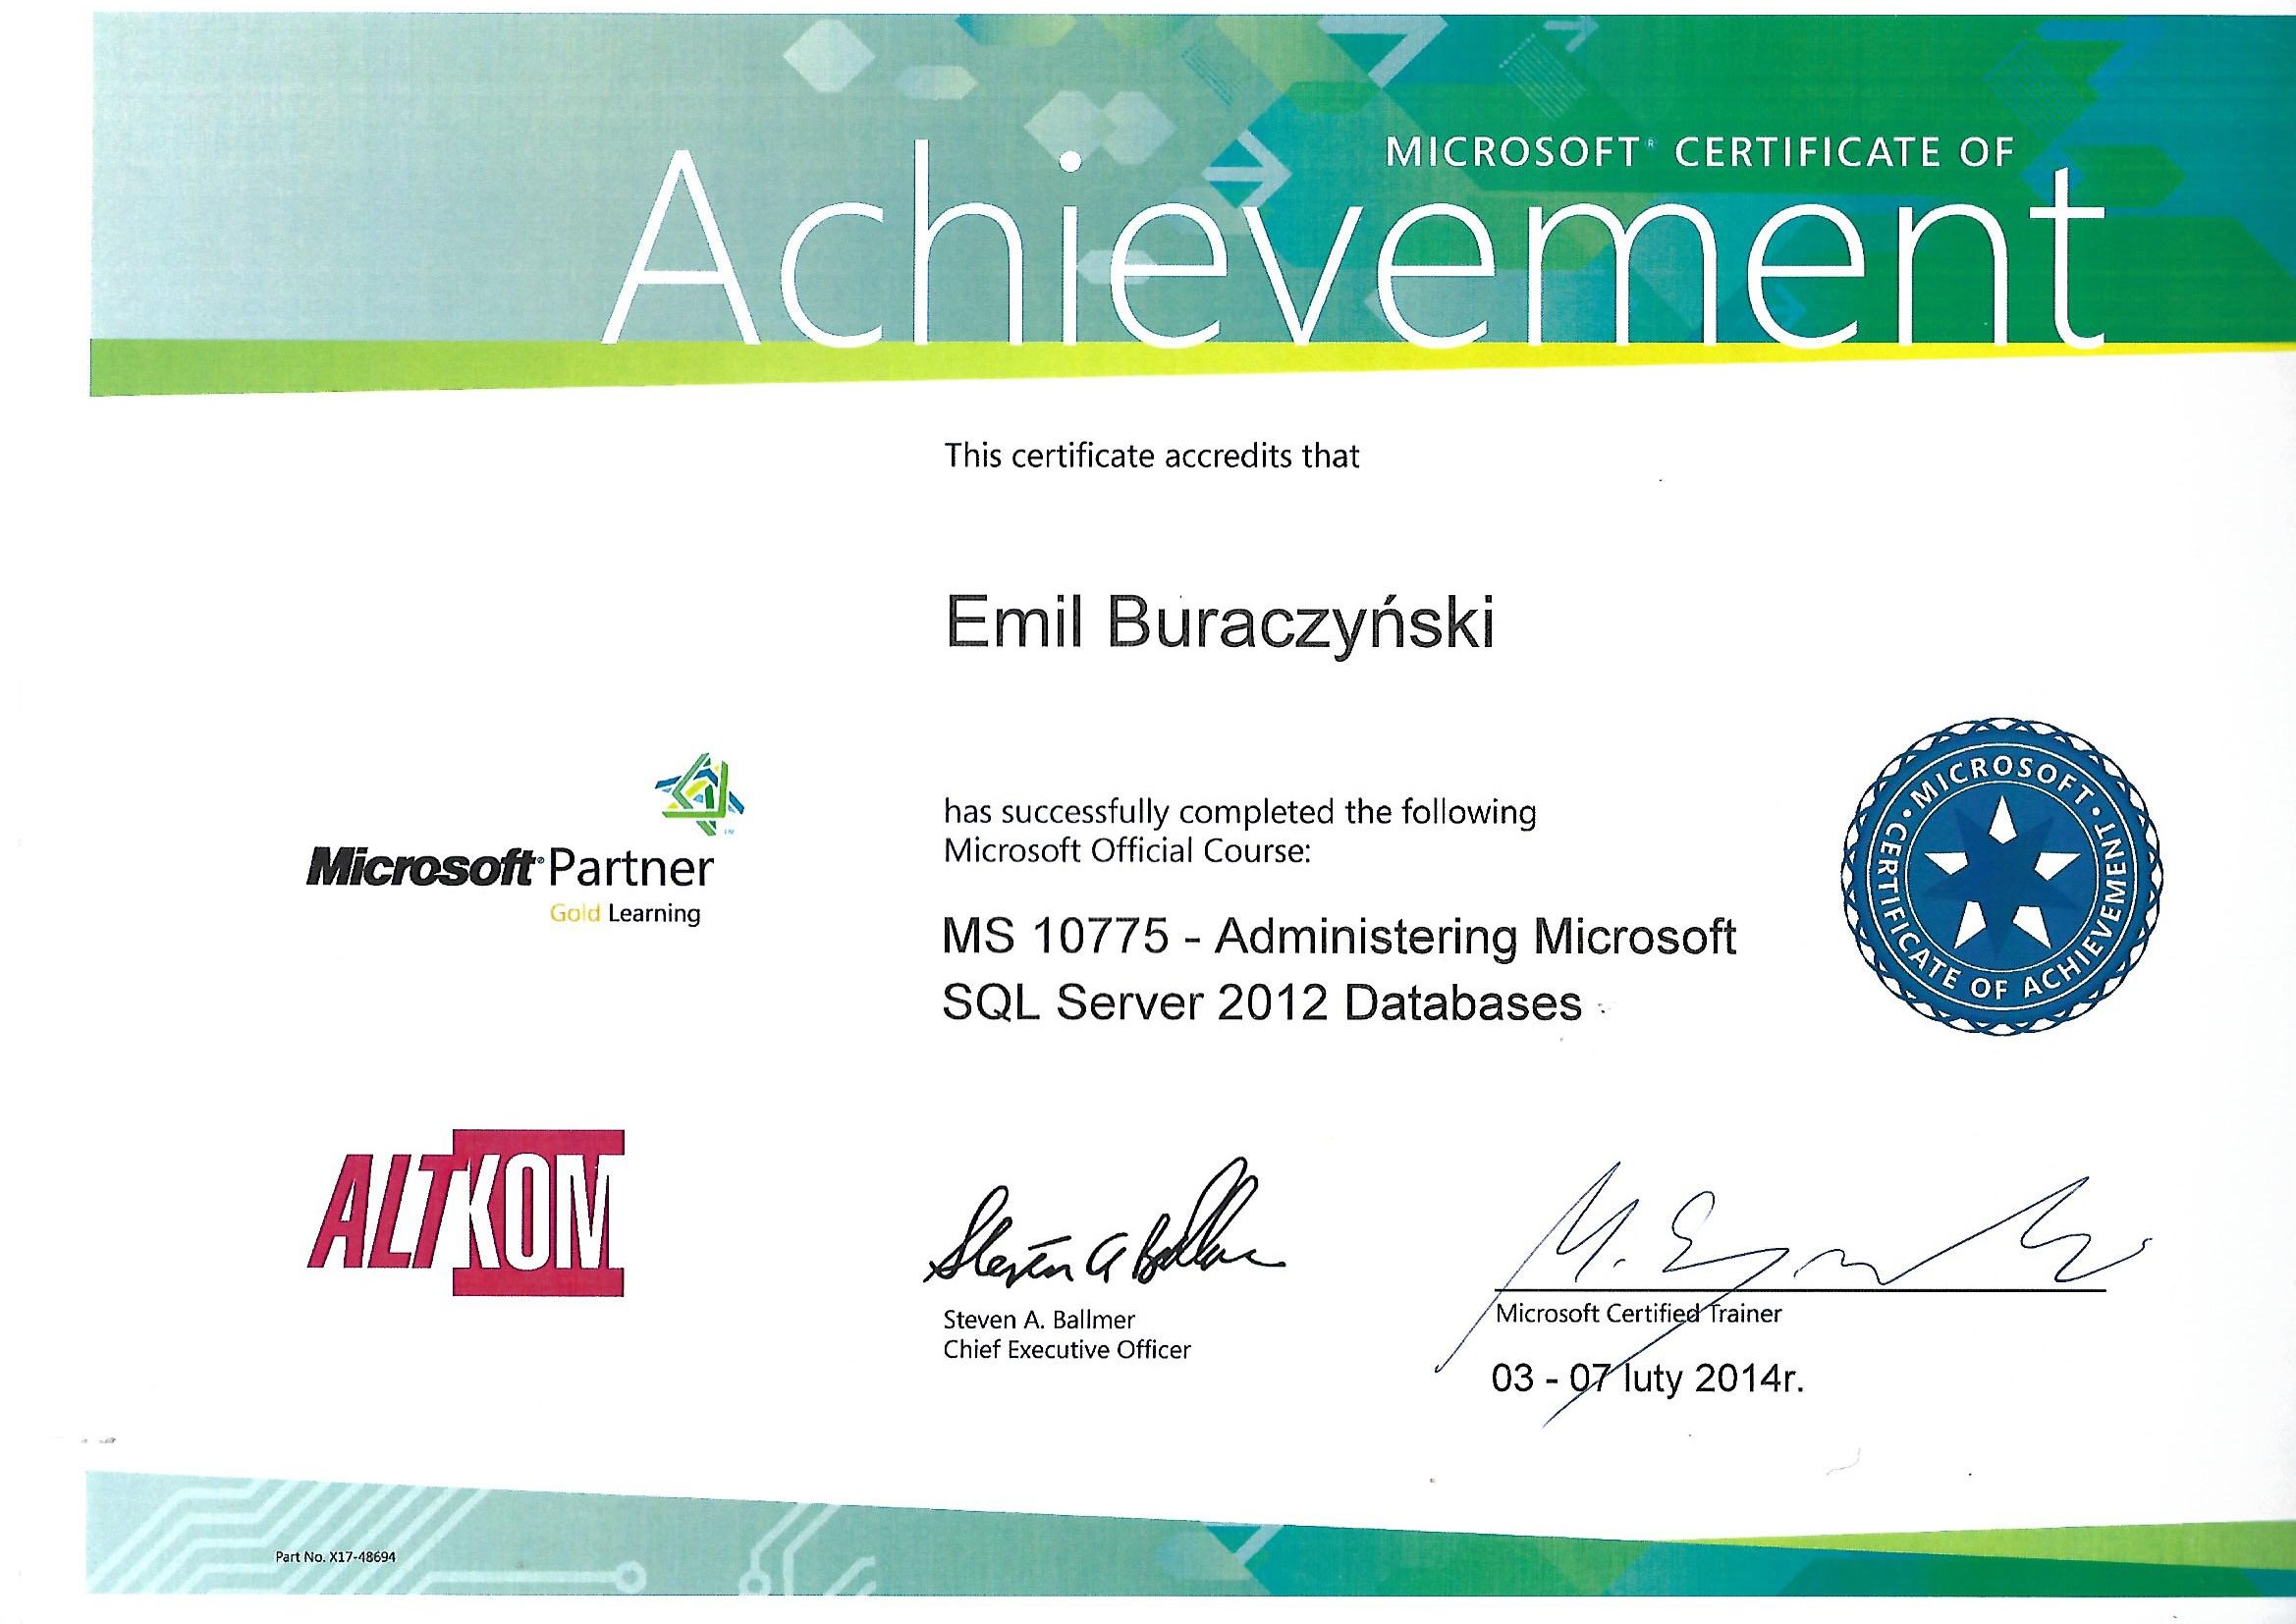 MICROSOFT® CERTIFICATE OF
Achievement
This certificate accredits that
Emil Buraczyński
has successfully completed the following
Microsoft Official Course:
MS 10775 - Administering Microsoft
SQL Server 2012 Databases
Microsoft® Partner
Gold Learning
• MICROSOFT •
CERTIFICATE OF ACHIEVEMENT
ALTKOM
Steven A Ballmer
Steven A. Ballmer
Chief Executive Officer
Microsoft Certified Trainer
03 - 07 luty 2014r.
Part No. X17-48694